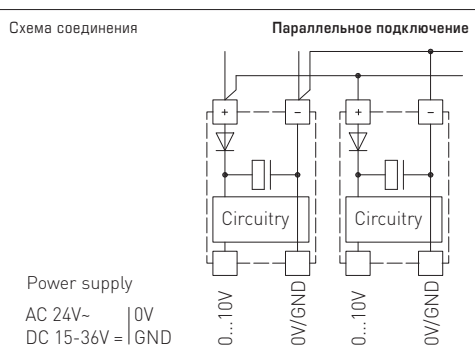 Схема соединения
Параллельное подключение
+ − + −
Circuitry Circuitry
Power supply
AC 24V~ 0V
DC 15-36V = GND
0...10V
0V/GND
0...10V
0V/GND